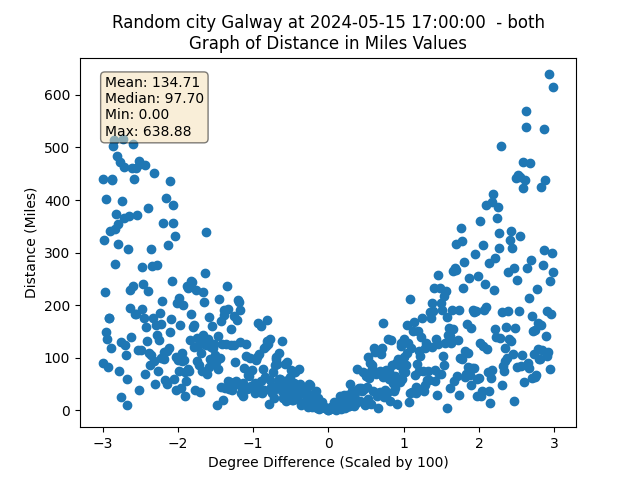 Random city Galway at 2024-05-15 17:00:00  - both
Graph of Distance in Miles Values
Mean: 134.71
Median: 97.70
Min: 0.00
Max: 638.88
600
500
400
300
200
100
0
Distance (Miles)
−3
−2
−1
0
1
2
3
Degree Difference (Scaled by 100)